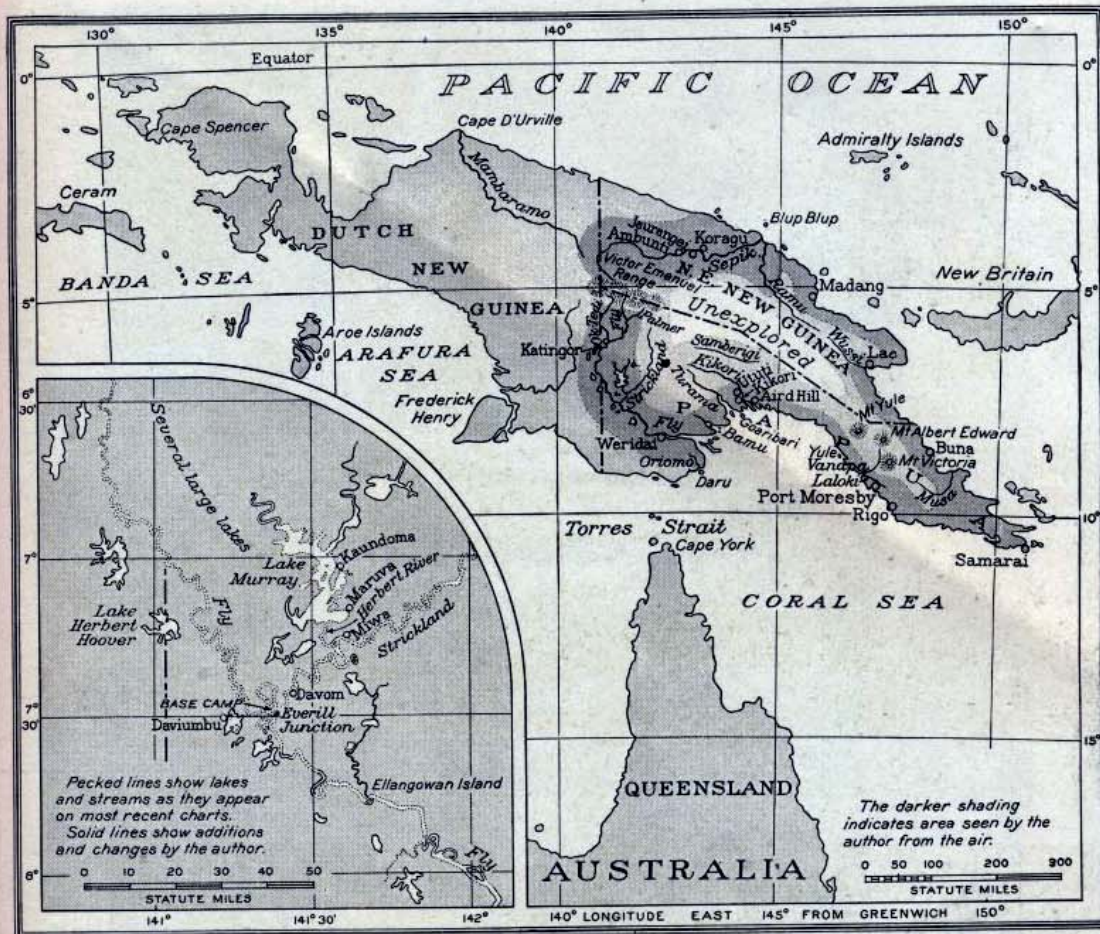 130° 135° 140° 145° 150°
Equator
0° 0°
PACIFIC OCEAN
Cape Spencer
Cape D'Urville
Admiralty Islands
Mambaramo
Ceram
Blup Blup
DUTCH
Jaurangei
Koragu
Ambunti
Sepik
BANDA SEA
NEW
Victor Emanuel
Range
N.E. NEW GUINEA
New Britain
Ramu
Madang
5° 5°
GUINEA
Unexplored
Fly
Palmer
Wussi
Aroe Islands
Samberigi
Lae
ARAFURA
SEA
Katingor
Strickland
Kikori
Ututi
Kikori
Turama
Aird Hill
Mt Yule
Frederick
Henry
P A P U A
Goaribari
Mt Albert Edward
Fly
Bamu
Buna
Weridai
Yule
Mt Victoria
Vanapa
Oriomo
Laloki
Musa
Daru
Port Moresby
Rigo
10°
Torres Strait
Samarai
Cape York
CORAL SEA
15°
QUEENSLAND
AUSTRALIA
The darker shading
indicates area seen by the
author from the air.
0 50 100 200 300
STATUTE MILES
140° LONGITUDE EAST 145° FROM GREENWICH 150°
6°
30'
Several large lakes
7°
Lake
Murray
Kaundoma
Maruva
Herbert River
Miwa
Lake
Herbert
Hoover
Fly
Strickland
Davom
BASE CAMP
7°
30'
Daviumbu
Everill
Junction
Ellangowan Island
Pecked lines show lakes
and streams as they appear
on most recent charts.
Solid lines show additions
and changes by the author.
Fly
8°
0 10 20 30 40 50
STATUTE MILES
141° 141°30' 142°